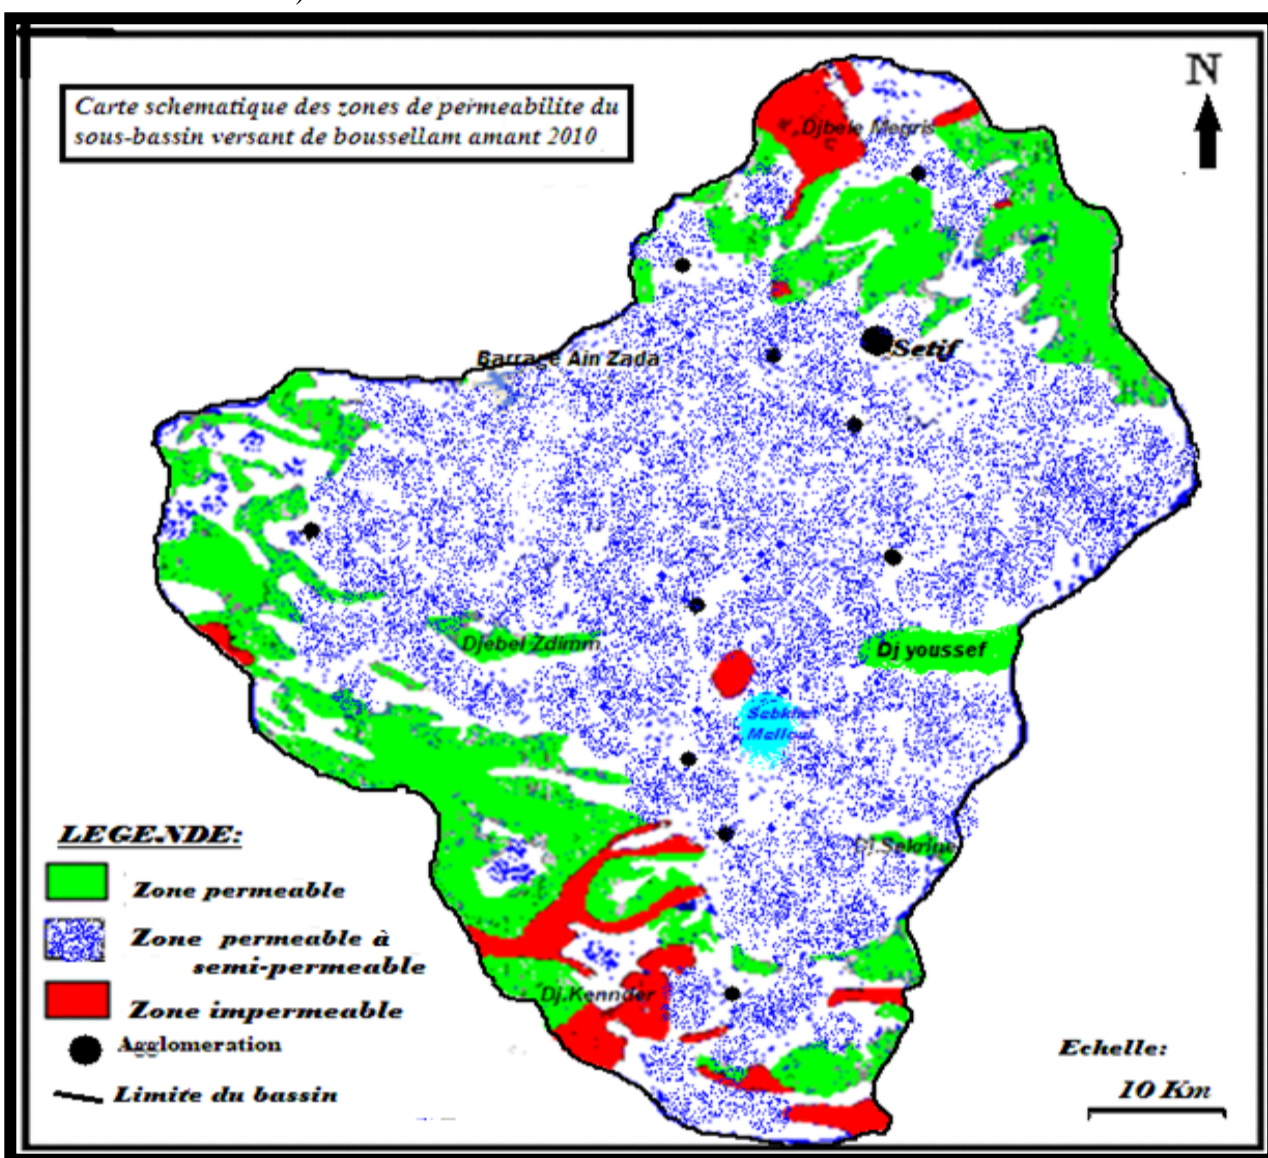 Carte schematique des zones de permeabilite du
sous-bassin versant de boussellam amant 2010
N
Djbele Megris
Setif
Barrage Ain Zada
Djebel Zdimm
Dj youssef
Sebkhet
Mallou
Dj.Sekrine
Dj.Kennder
LEGENDE:
Zone permeable
Zone permeable à
semi-permeable
Zone impermeable
Agglomeration
Limite du bassin
Echelle:
10 Km